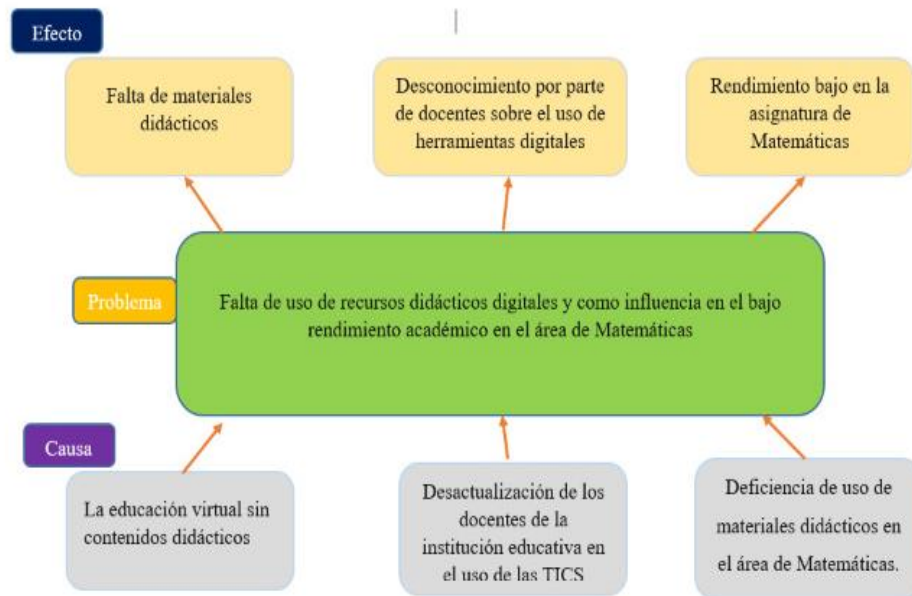 Efecto
Falta de materiales
didácticos
Desconocimiento por parte
de docentes sobre el uso de
herramientas digitales
Rendimiento bajo en la
asignatura de
Matemáticas
Problema
Falta de uso de recursos didácticos digitales y como influencia en el bajo
rendimiento académico en el área de Matemáticas
Causa
La educación virtual sin
contenidos didácticos
Desactualización de los
docentes de la
institución educativa en
el uso de las TICS
Deficiencia de uso de
materiales didácticos en
el área de Matemáticas.